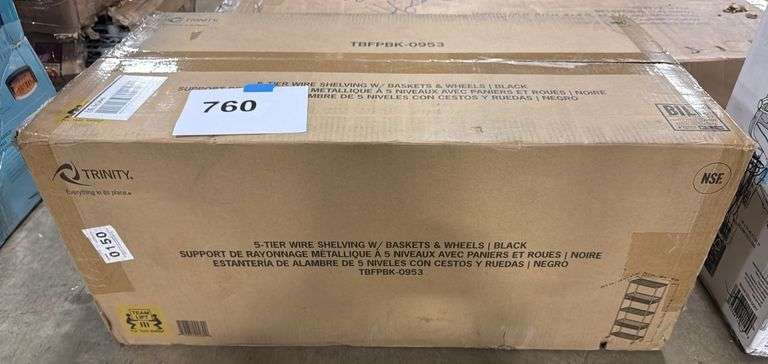 TRINITY
TBFPBK-0953
5-TIER WIRE SHELVING W/ BASKETS & WHEELS | BLACK
SUPPORT DE RAYONNAGE MÉTALLIQUE À 5 NIVEAUX AVEC PANIERS ET ROUES | NOIRE
ALAMBRE DE 5 NIVELES CON CESTOS Y RUEDAS | NEGRO
760
TRINITY
Everything in its place.
NSF.
0150
5-TIER WIRE SHELVING W/ BASKETS & WHEELS | BLACK
SUPPORT DE RAYONNAGE MÉTALLIQUE À 5 NIVEAUX AVEC PANIERS ET ROUES | NOIRE
ESTANTERÍA DE ALAMBRE DE 5 NIVELES CON CESTOS Y RUEDAS | NEGRO
TBFPBK-0953
TEAM
LIFT